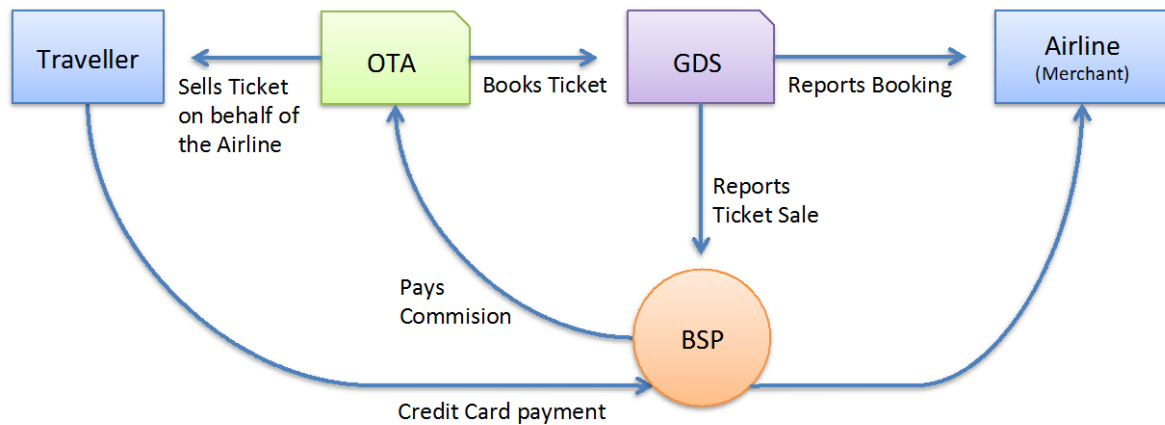 Traveller
OTA
GDS
Airline
(Merchant)
Sells Ticket
on behalf of
the Airline
Books Ticket
Reports Booking
Reports
Ticket Sale
Pays
Commision
BSP
Credit Card payment